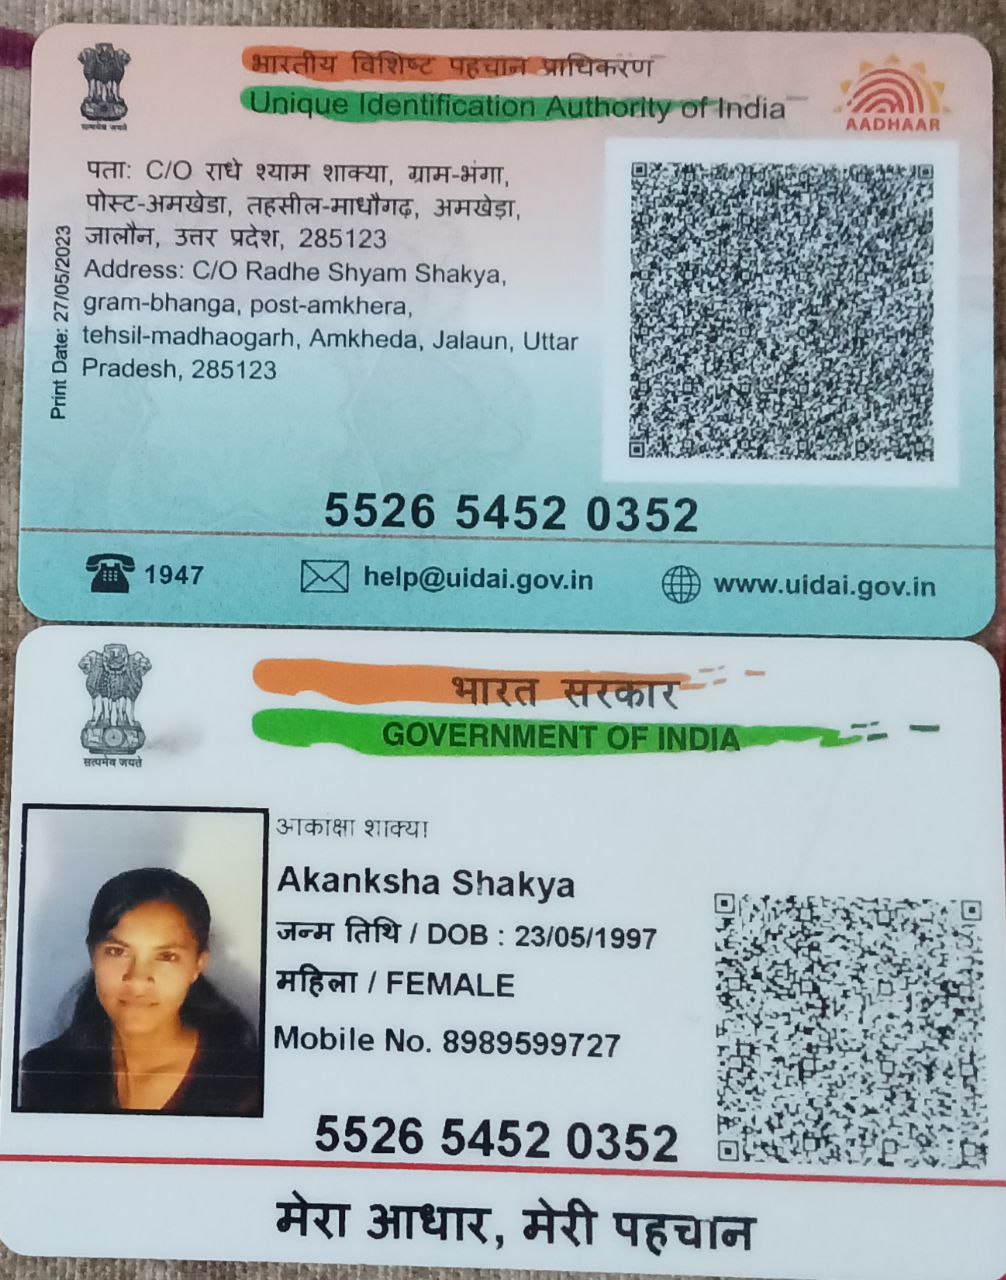 भारतीय विशिष्ट पहचान प्राधिकरण
Unique Identification Authority of India
सत्यमेव जयते
AADHAAR
पता: C/O राधे श्याम शाक्या, ग्राम-भंगा,
पोस्ट-अमखेडा, तहसील-माधौगढ़, अमखेड़ा,
जालौन, उत्तर प्रदेश, 285123
Address: C/O Radhe Shyam Shakya,
gram-bhanga, post-amkhera,
tehsil-madhaogarh, Amkheda, Jalaun, Uttar
Pradesh, 285123
Print Date: 27/05/2023
5526 5452 0352
1947 help@uidai.gov.in www.uidai.gov.in
भारत सरकार
GOVERNMENT OF INDIA
सत्यमेव जयते
आकांक्षा शाक्या
Akanksha Shakya
जन्म तिथि / DOB : 23/05/1997
महिला / FEMALE
Mobile No. 8989599727
5526 5452 0352
मेरा आधार, मेरी पहचान